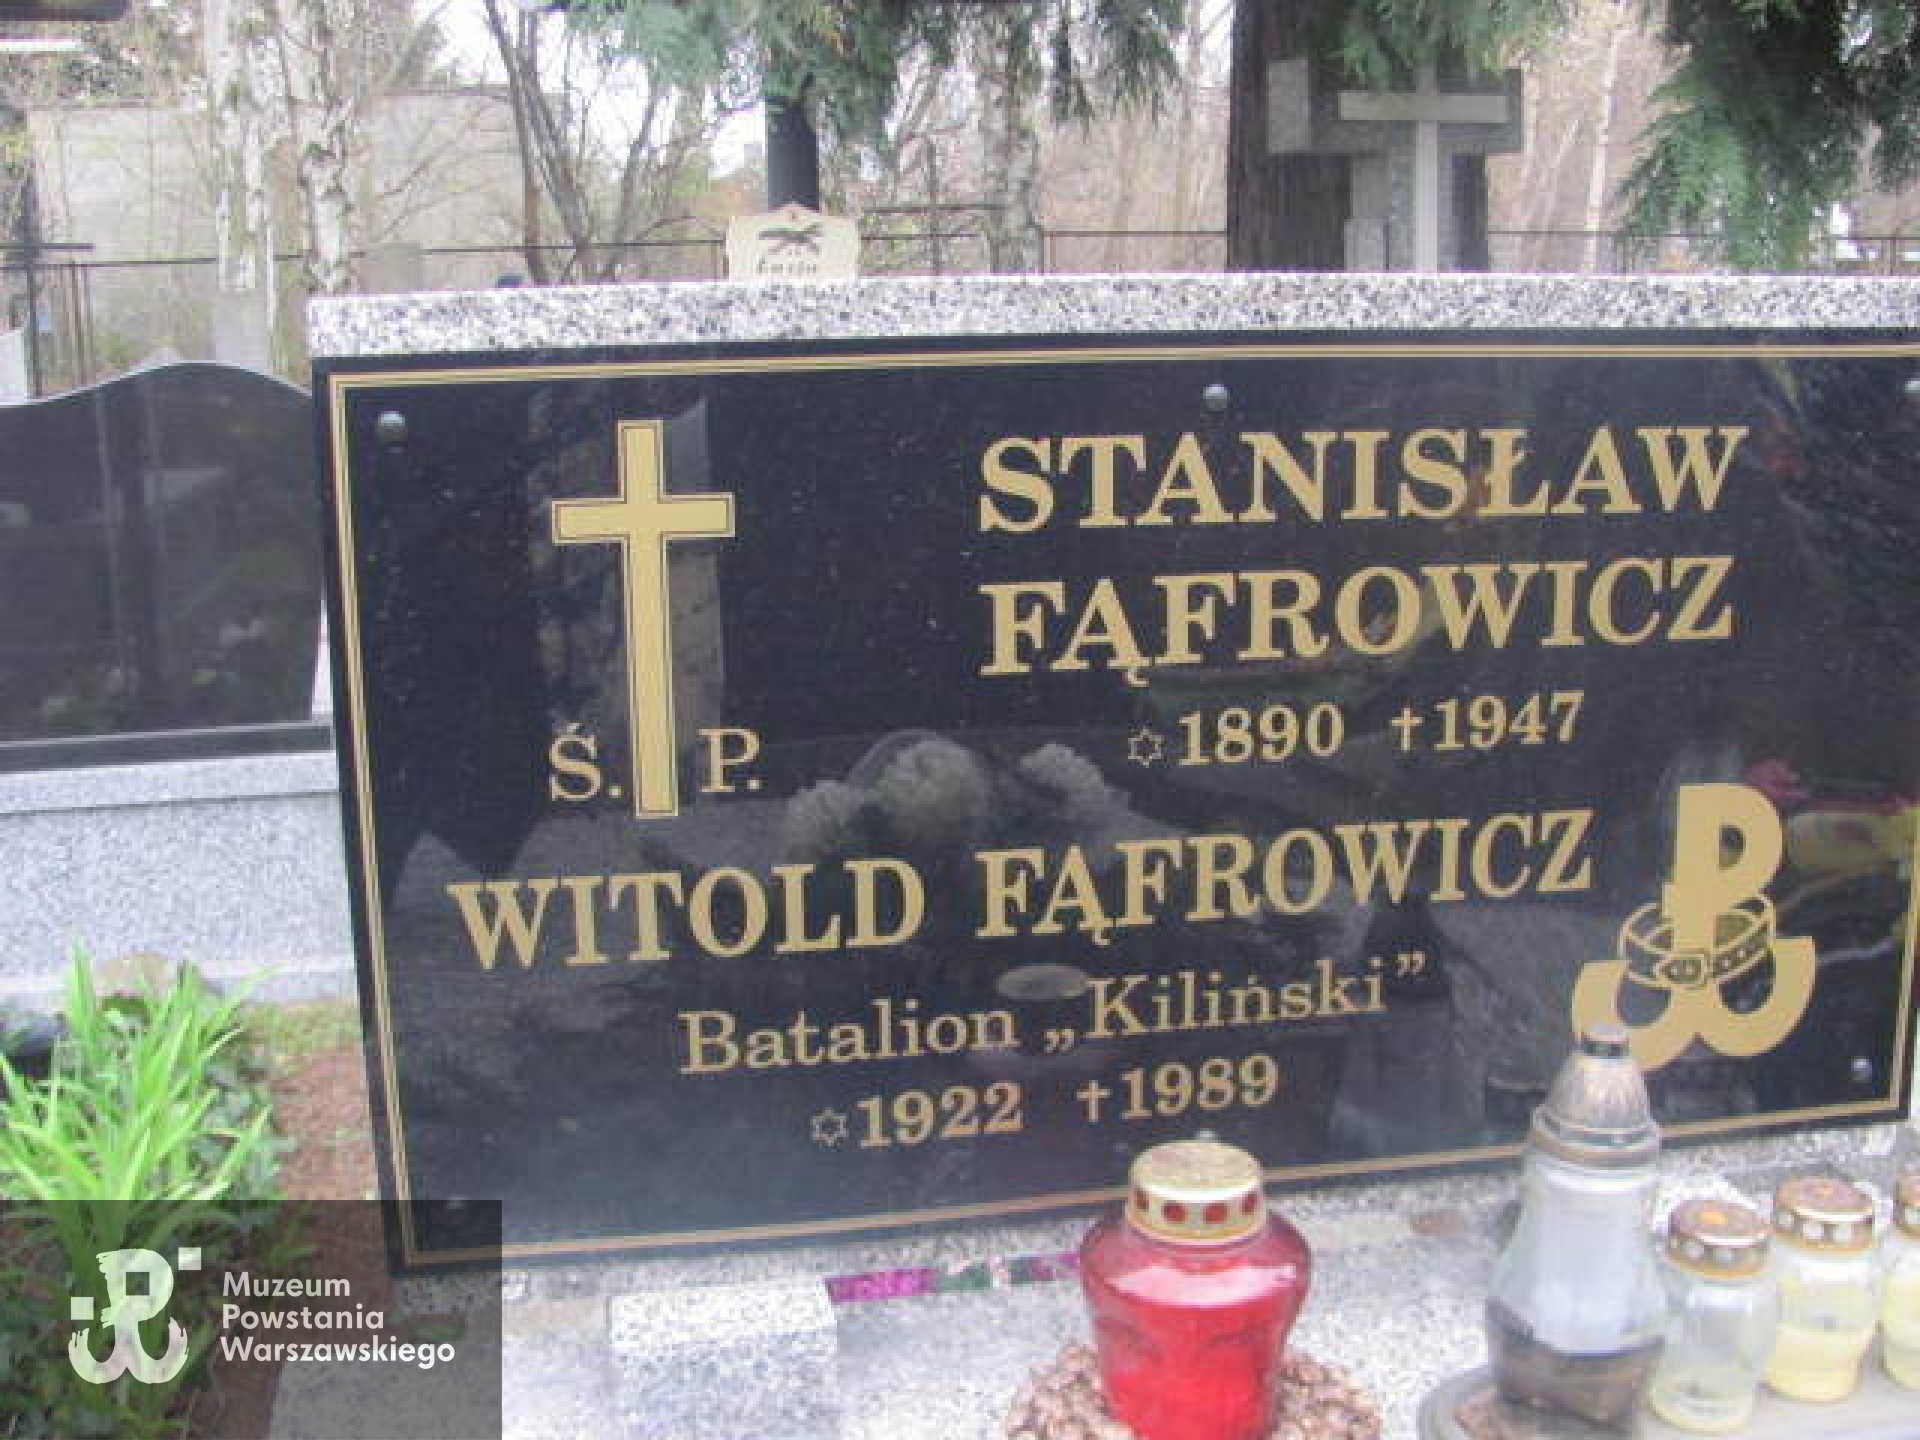 STANISŁAW
FĄFROWICZ
✡1890 †1947
Ś. P.
WITOLD FĄFROWICZ
Batalion „Kiliński”
✡1922 †1989
Muzeum
Powstania
Warszawskiego